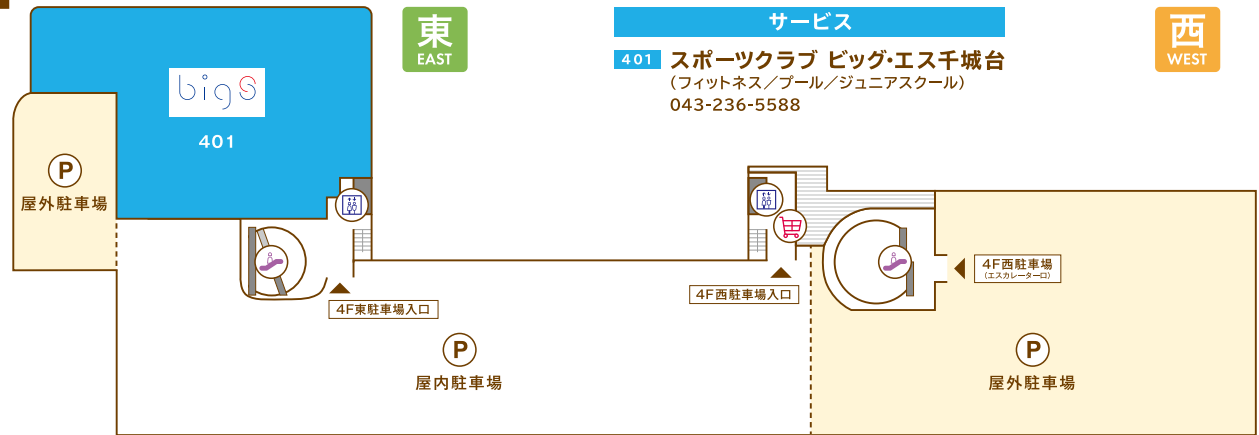 東
EAST
サービス
西
WEST
401 スポーツクラブ ビッグ・エス千城台
(フィットネス／プール／ジュニアスクール)
043-236-5588
bigs
401
P
屋外駐車場
4F東駐車場入口
4F西駐車場入口
4F西駐車場
(エスカレーター口)
P
屋内駐車場
P
屋外駐車場